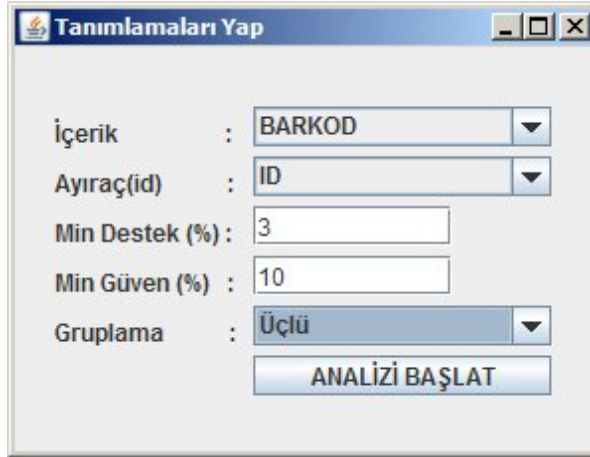 Tanımlamaları Yap
İçerik : BARKOD
Ayıraç(id) : ID
Min Destek (%) : 3
Min Güven (%) : 10
Gruplama : Üçlü
ANALİZİ BAŞLAT